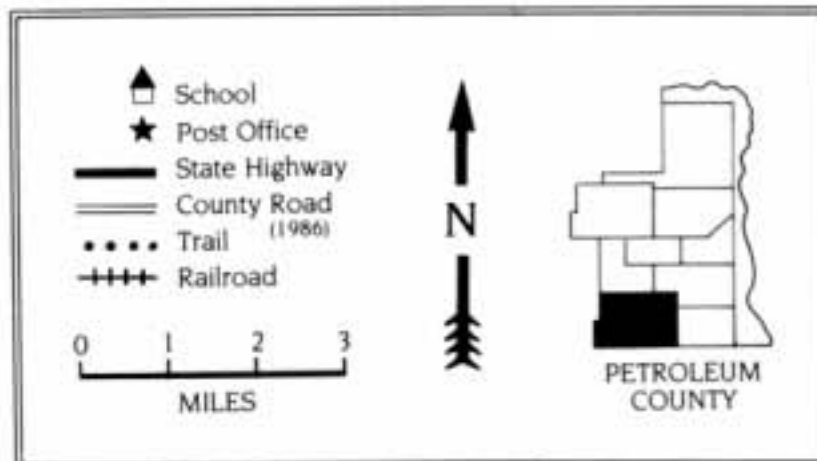 School
Post Office
State Highway
County Road
(1986)
Trail
Railroad
0 1 2 3
MILES
N
PETROLEUM
COUNTY